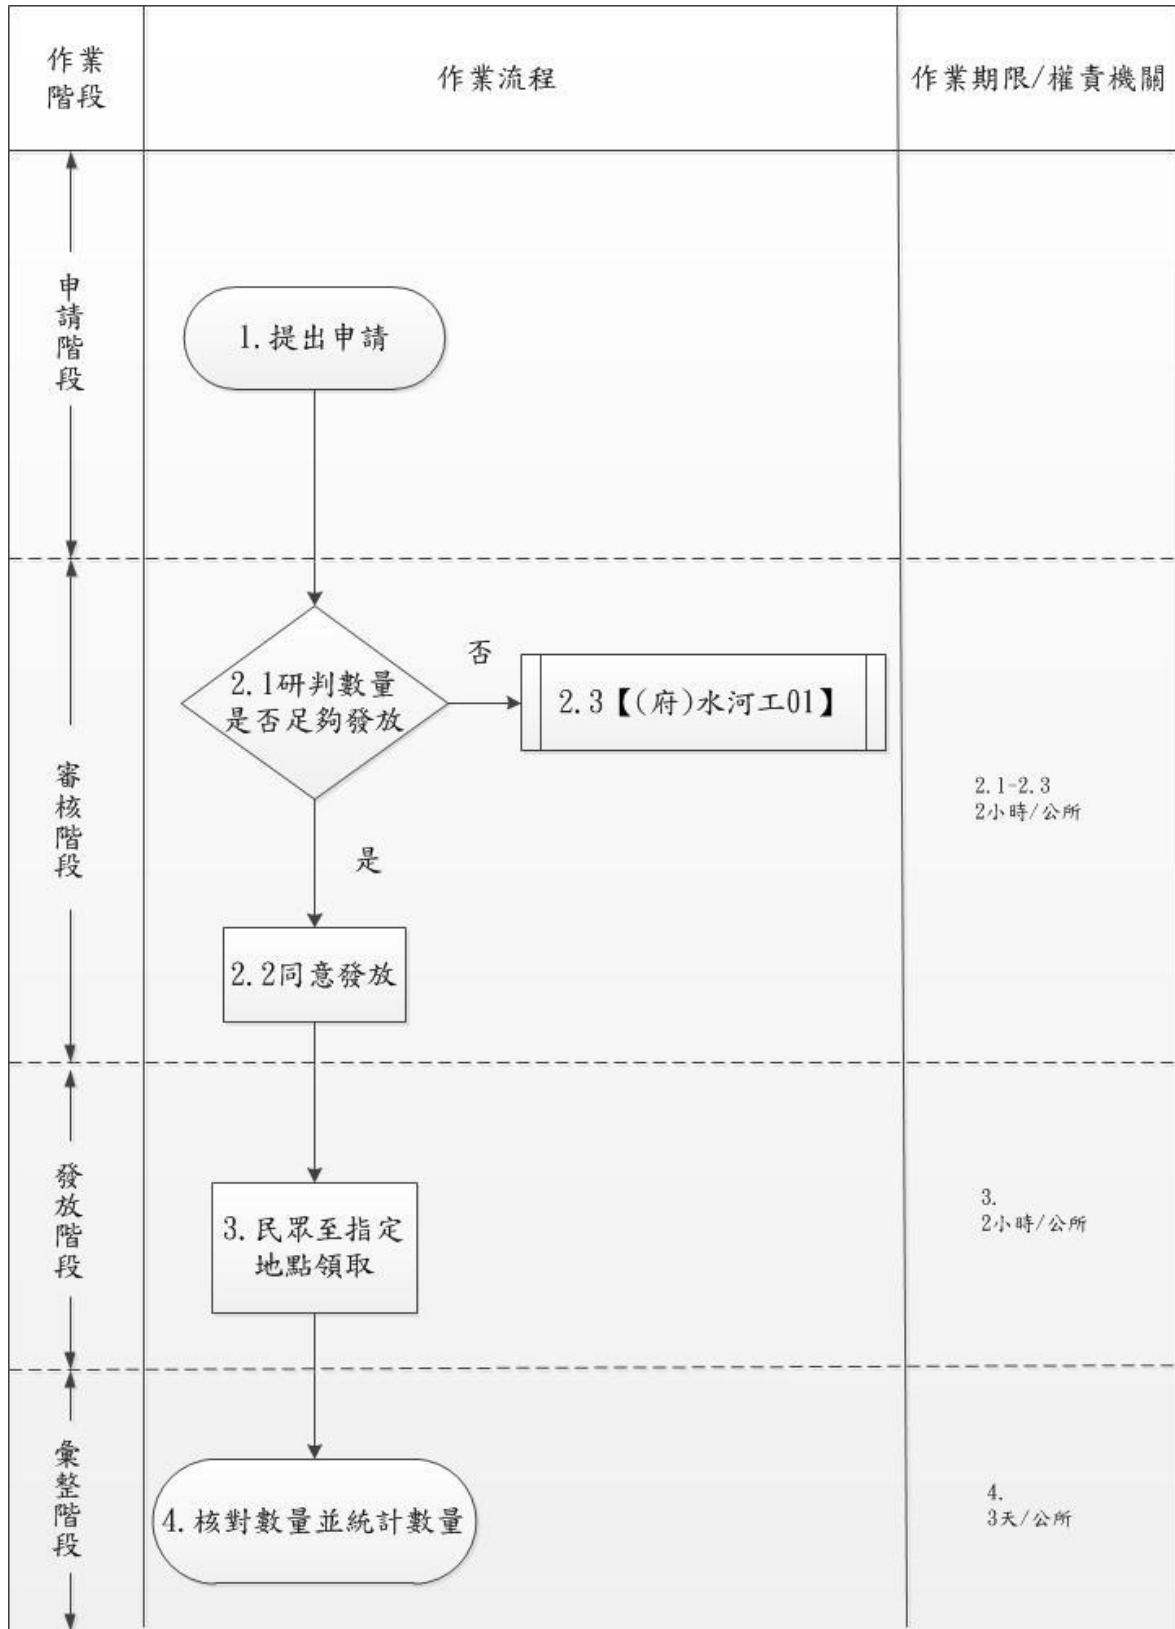 作業
階段
作業流程
作業期限/權責機關
申請階段
1.提出申請
審核階段
2.1研判數量
是否足夠發放
否
2.3【(府)水河工01】
是
2.2同意發放
2.1-2.3
2小時/公所
發放階段
3.民眾至指定
地點領取
3.
2小時/公所
彙整階段
4.核對數量並統計數量
4.
3天/公所